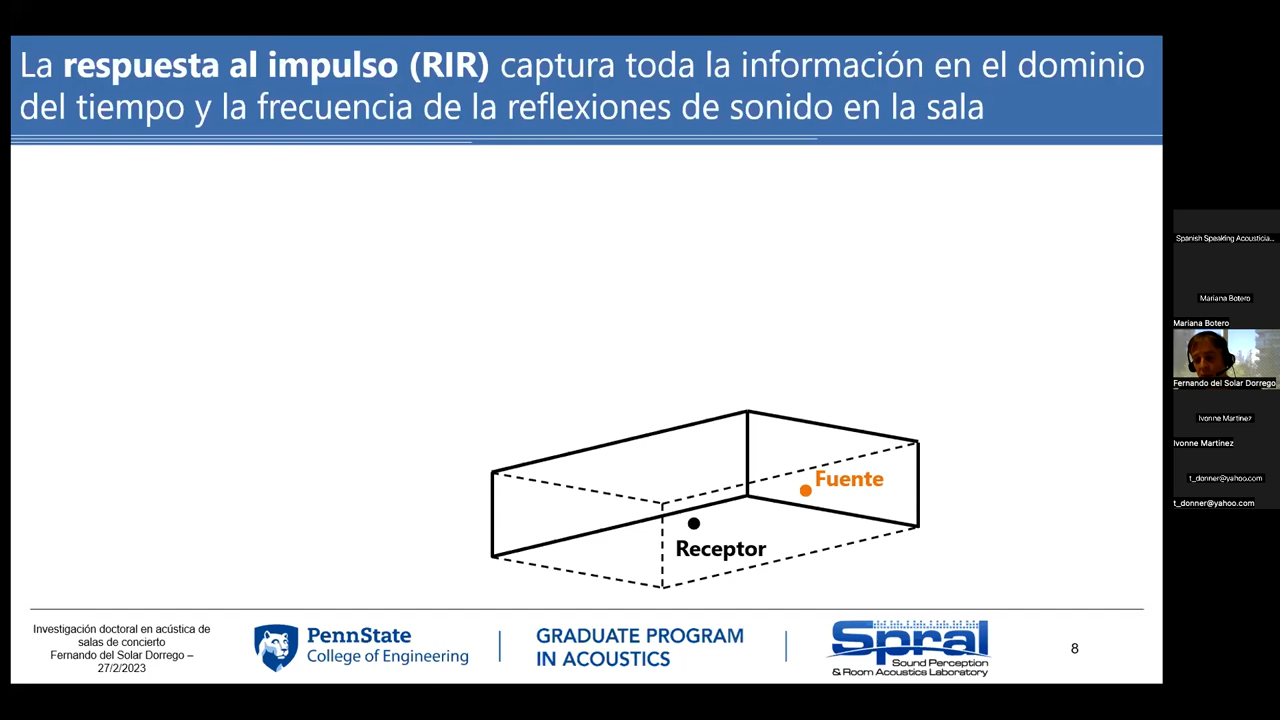 La respuesta al impulso (RIR) captura toda la información en el dominio
del tiempo y la frecuencia de la reflexiones de sonido en la sala
Fuente
Receptor
Investigación doctoral en acústica de
salas de concierto
Fernando del Solar Dorrego –
27/2/2023
PennState
College of Engineering
GRADUATE PROGRAM
IN ACOUSTICS
Spral
Sound Perception
& Room Acoustics Laboratory
8
Spanish Speaking Acousticia...
Mariana Botero
Mariana Botero
Fernando del Solar Dorrego
Ivonne Martinez
Ivonne Martinez
t_donner@yahoo.com
t_donner@yahoo.com